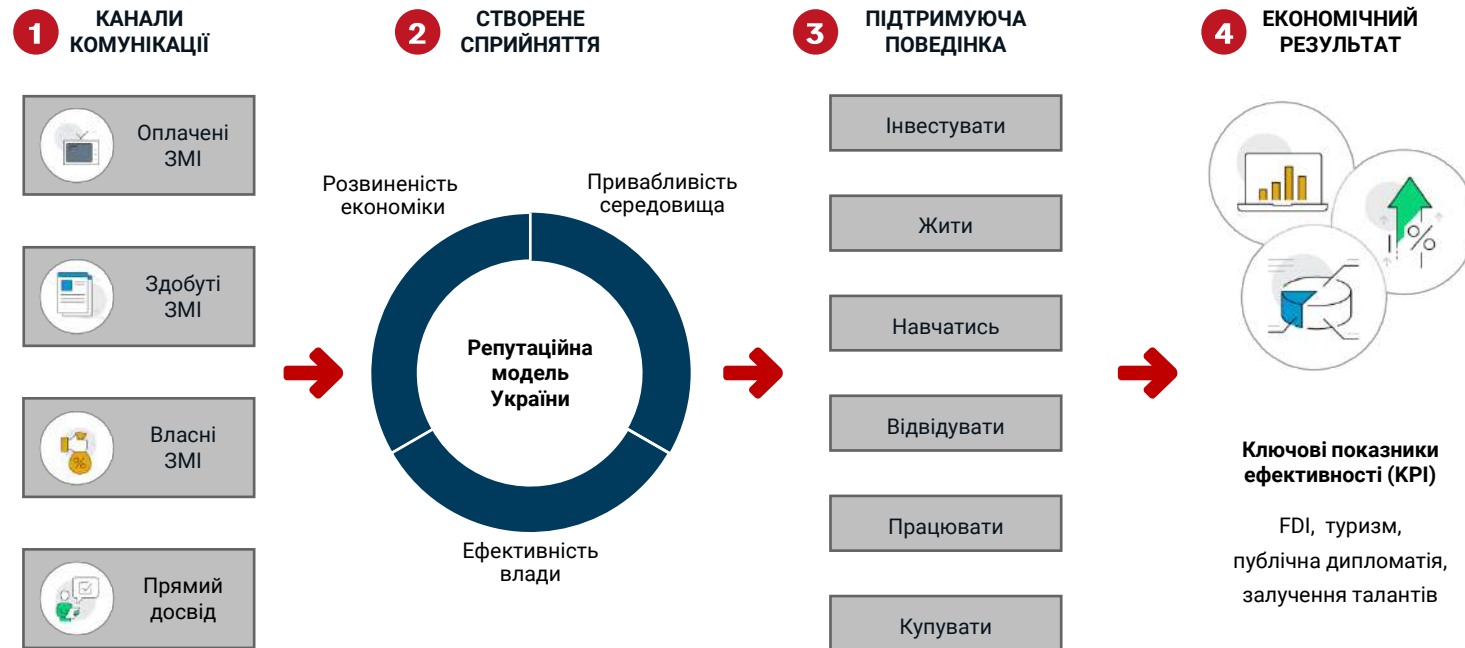 1
КАНАЛИ
КОМУНІКАЦІЇ
Оплачені
ЗМІ
Здобуті
ЗМІ
Власні
ЗМІ
%
Прямий
досвід
2
СТВОРЕНЕ
СПРИЙНЯТТЯ
Розвиненість
економіки
Привабливість
середовища
Репутаційна
модель
України
Ефективність
влади
3
ПІДТРИМУЮЧА
ПОВЕДІНКА
Інвестувати
Жити
Навчатись
Відвідувати
Працювати
Купувати
4
ЕКОНОМІЧНИЙ
РЕЗУЛЬТАТ
%
Ключові показники
ефективності (KPI)
FDI, туризм,
публічна дипломатія,
залучення талантів